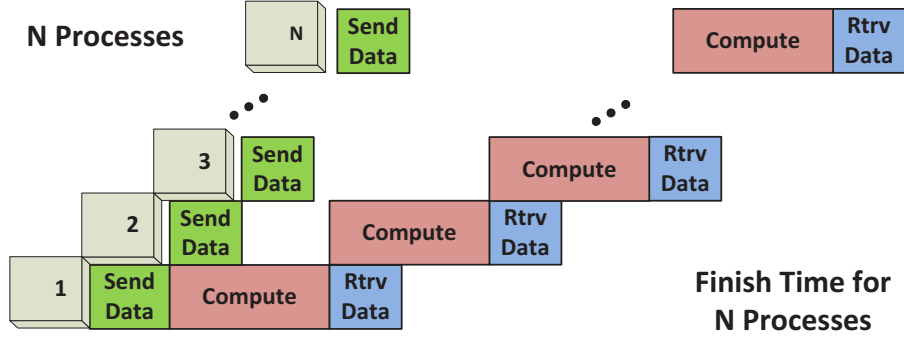 N Processes
N
Send
Data
Compute
Rtrv
Data
3
Send
Data
Compute
Rtrv
Data
2
Send
Data
Compute
Rtrv
Data
1
Send
Data
Compute
Rtrv
Data
Finish Time for
N Processes